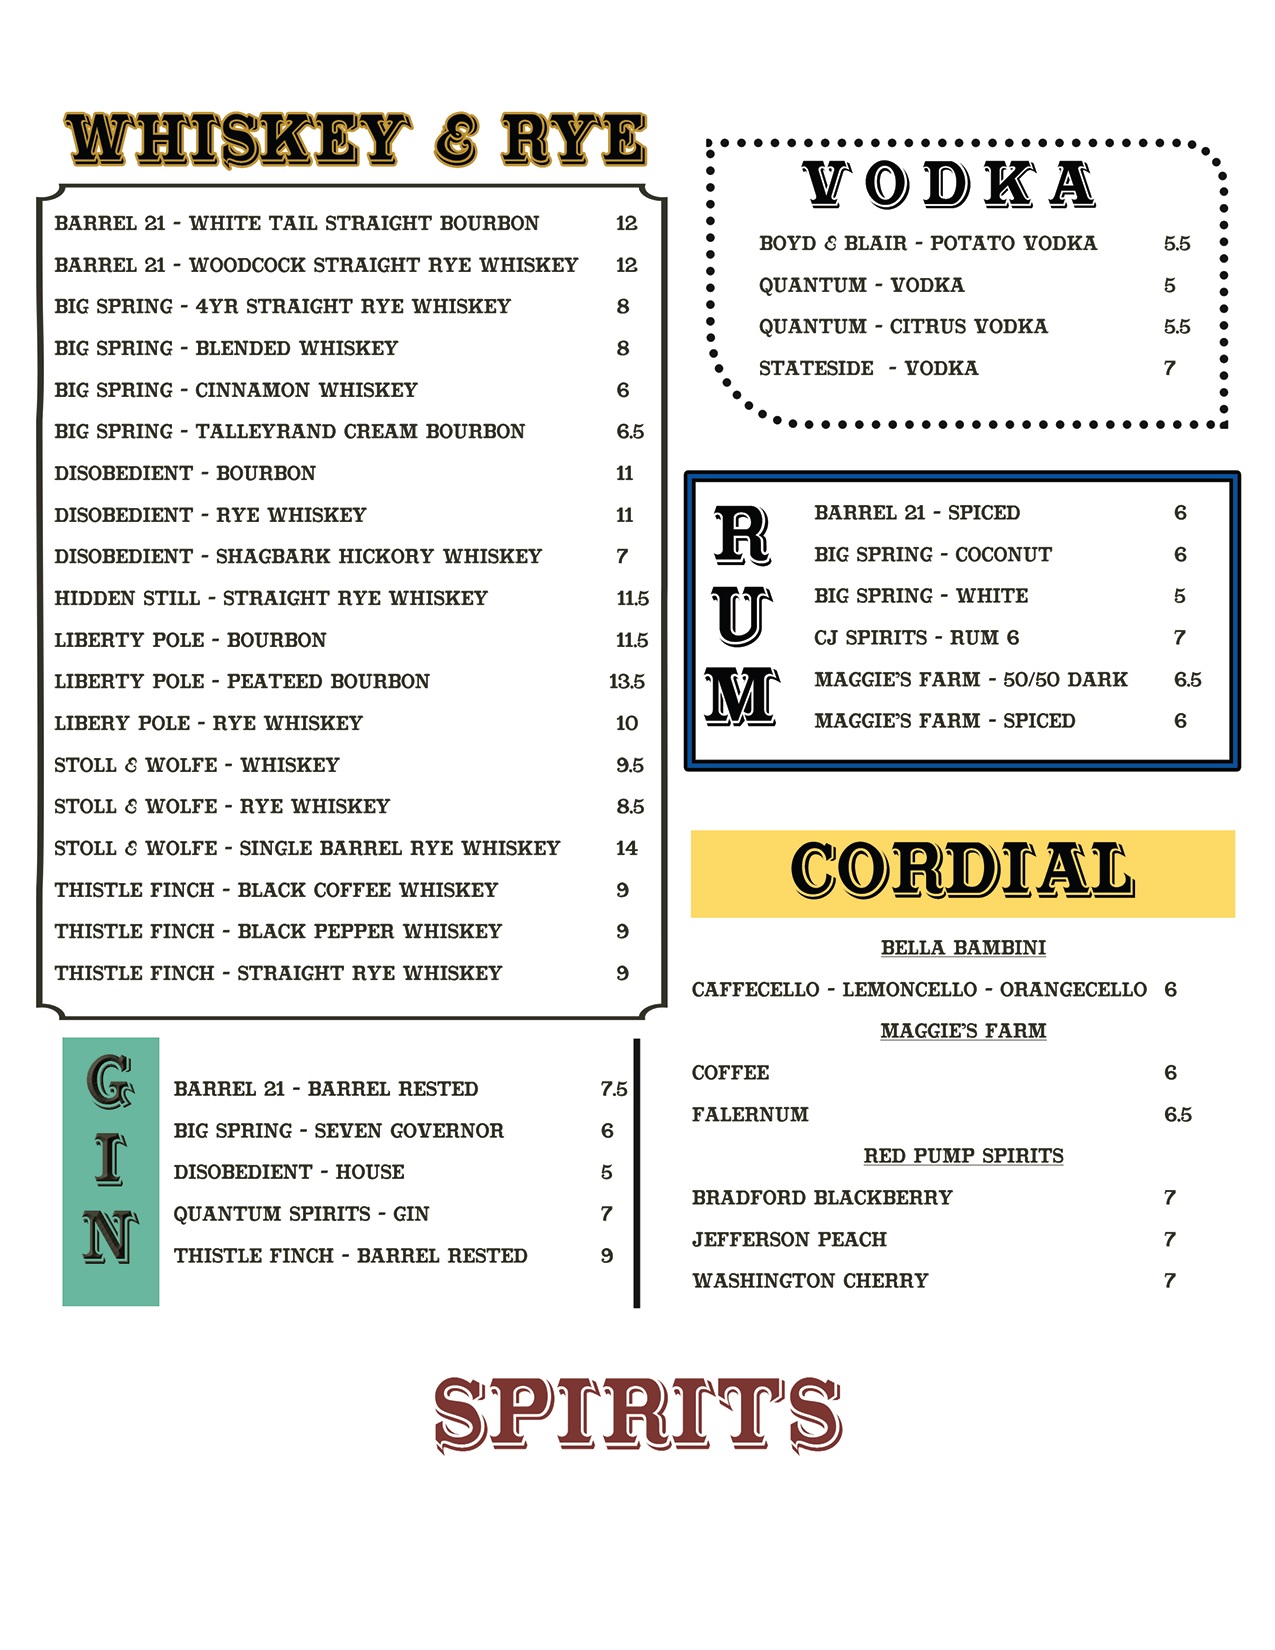 WHISKEY & RYE
BARREL 21 - WHITE TAIL STRAIGHT BOURBON 12
BARREL 21 - WOODCOCK STRAIGHT RYE WHISKEY 12
BIG SPRING - 4YR STRAIGHT RYE WHISKEY 8
BIG SPRING - BLENDED WHISKEY 8
BIG SPRING - CINNAMON WHISKEY 6
BIG SPRING - TALLEYRAND CREAM BOURBON 6.5
DISOBEDIENT - BOURBON 11
DISOBEDIENT - RYE WHISKEY 11
DISOBEDIENT - SHAGBARK HICKORY WHISKEY 7
HIDDEN STILL - STRAIGHT RYE WHISKEY 11.5
LIBERTY POLE - BOURBON 11.5
LIBERTY POLE - PEATEED BOURBON 13.5
LIBERY POLE - RYE WHISKEY 10
STOLL & WOLFE - WHISKEY 9.5
STOLL & WOLFE - RYE WHISKEY 8.5
STOLL & WOLFE - SINGLE BARREL RYE WHISKEY 14
THISTLE FINCH - BLACK COFFEE WHISKEY 9
THISTLE FINCH - BLACK PEPPER WHISKEY 9
THISTLE FINCH - STRAIGHT RYE WHISKEY 9
GIN
BARREL 21 - BARREL RESTED 7.5
BIG SPRING - SEVEN GOVERNOR 6
DISOBEDIENT - HOUSE 5
QUANTUM SPIRITS - GIN 7
THISTLE FINCH - BARREL RESTED 9
VODKA
BOYD & BLAIR - POTATO VODKA 5.5
QUANTUM - VODKA 5
QUANTUM - CITRUS VODKA 5.5
STATESIDE - VODKA 7
RUM
BARREL 21 - SPICED 6
BIG SPRING - COCONUT 6
BIG SPRING - WHITE 5
CJ SPIRITS - RUM 6 7
MAGGIE'S FARM - 50/50 DARK 6.5
MAGGIE'S FARM - SPICED 6
CORDIAL
BELLA BAMBINI
CAFFECELLO - LEMONCELLO - ORANGECELLO 6
MAGGIE'S FARM
COFFEE 6
FALERNUM 6.5
RED PUMP SPIRITS
BRADFORD BLACKBERRY 7
JEFFERSON PEACH 7
WASHINGTON CHERRY 7
SPIRITS